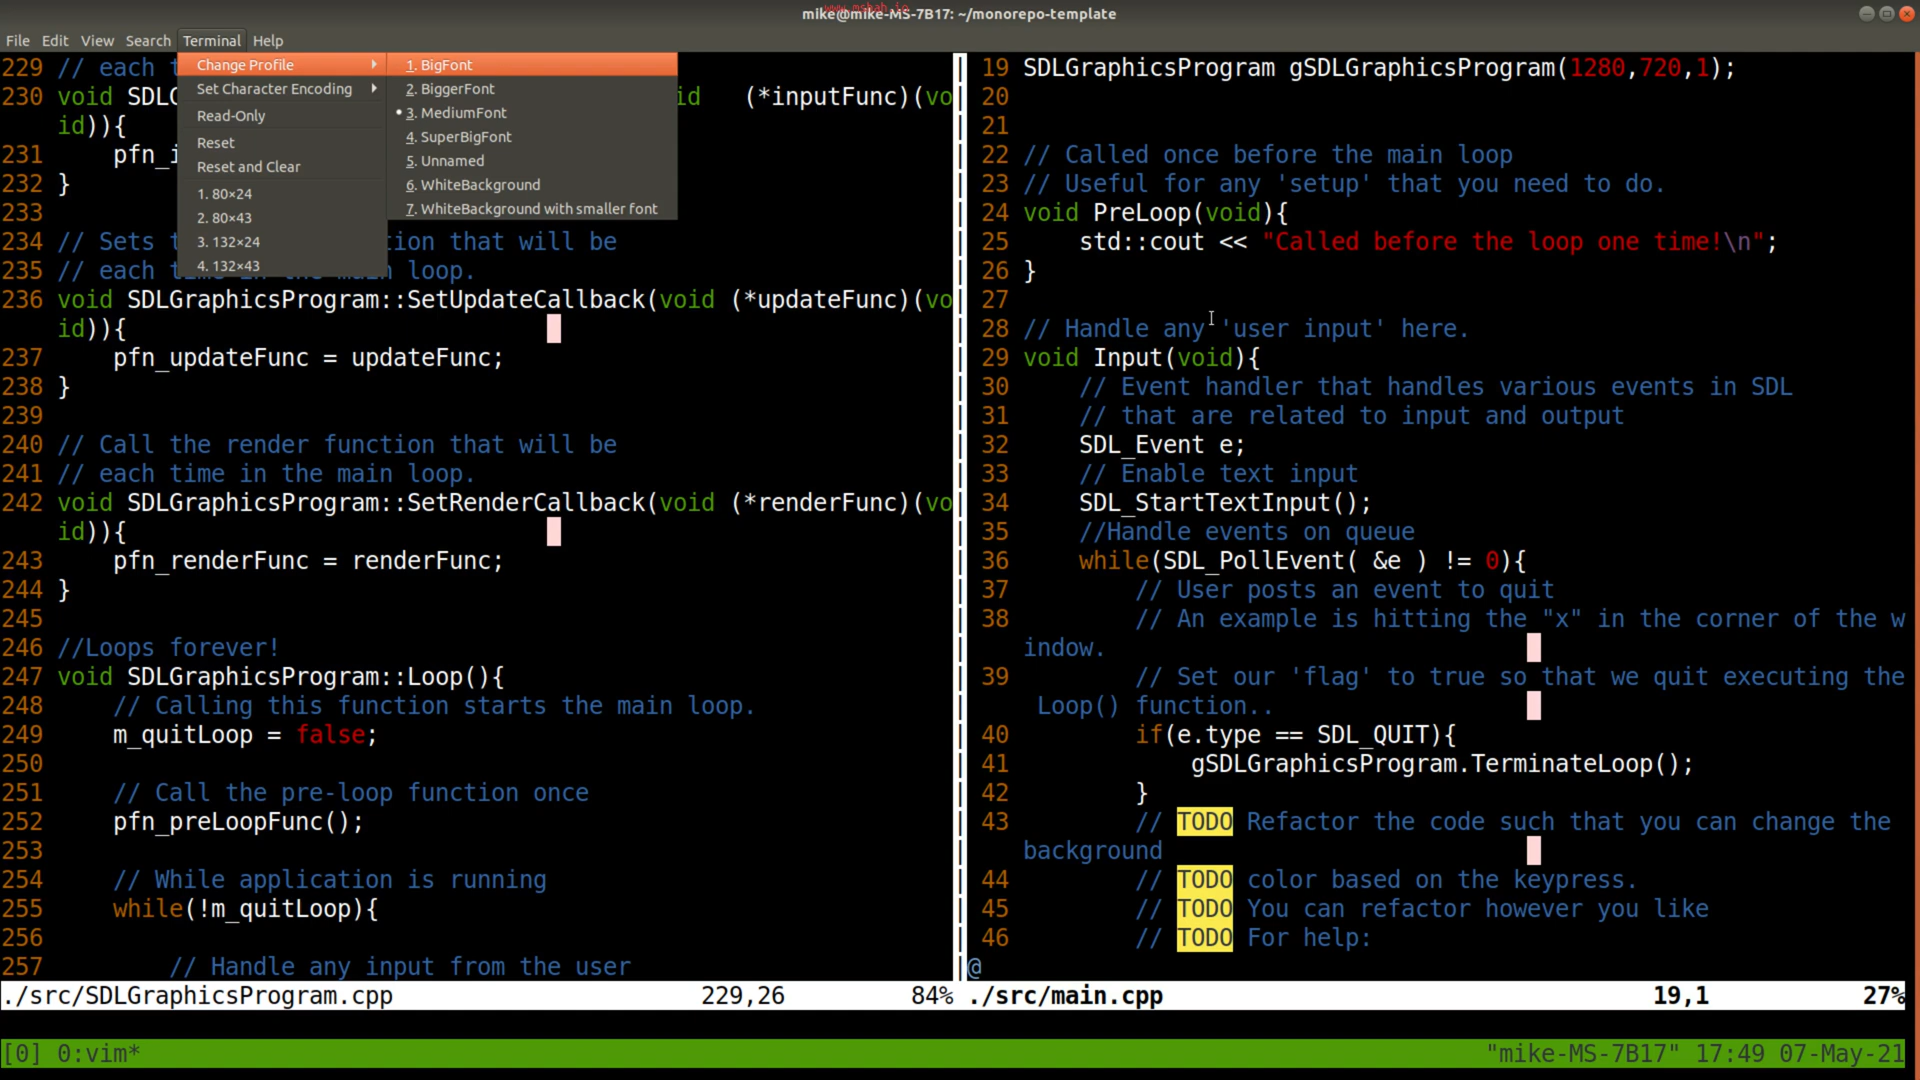 www.mshah.io
mike@mike-MS-7B17: ~/monorepo-template
File Edit View Search Terminal Help
Change Profile
Set Character Encoding
Read-Only
Reset
Reset and Clear
1. 80×24
2. 80×43
3. 132×24
4. 132×43
1. BigFont
2. BiggerFont
• 3. MediumFont
4. SuperBigFont
5. Unnamed
6. WhiteBackground
7. WhiteBackground with smaller font
229 // each t
230 void SDLG id (*inputFunc)(vo
id)){
231     pfn_i
232 }
233
234 // Sets t ion that will be
235 // each time in the main loop.
236 void SDLGraphicsProgram::SetUpdateCallback(void (*updateFunc)(vo
id)){
237     pfn_updateFunc = updateFunc;
238 }
239
240 // Call the render function that will be
241 // each time in the main loop.
242 void SDLGraphicsProgram::SetRenderCallback(void (*renderFunc)(vo
id)){
243     pfn_renderFunc = renderFunc;
244 }
245
246 //Loops forever!
247 void SDLGraphicsProgram::Loop(){
248     // Calling this function starts the main loop.
249     m_quitLoop = false;
250
251     // Call the pre-loop function once
252     pfn_preLoopFunc();
253
254     // While application is running
255     while(!m_quitLoop){
256
257         // Handle any input from the user
./src/SDLGraphicsProgram.cpp 229,26 84%
19 SDLGraphicsProgram gSDLGraphicsProgram(1280,720,1);
20
21
22 // Called once before the main loop
23 // Useful for any 'setup' that you need to do.
24 void PreLoop(void){
25     std::cout << "Called before the loop one time!\n";
26 }
27
28 // Handle any 'user input' here.
29 void Input(void){
30     // Event handler that handles various events in SDL
31     // that are related to input and output
32     SDL_Event e;
33     // Enable text input
34     SDL_StartTextInput();
35     //Handle events on queue
36     while(SDL_PollEvent( &e ) != 0){
37         // User posts an event to quit
38         // An example is hitting the "x" in the corner of the w
indow.
39         // Set our 'flag' to true so that we quit executing the
 Loop() function..
40         if(e.type == SDL_QUIT){
41             gSDLGraphicsProgram.TerminateLoop();
42         }
43         // TODO Refactor the code such that you can change the
background
44         // TODO color based on the keypress.
45         // TODO You can refactor however you like
46         // TODO For help:
@
./src/main.cpp 19,1 27%
[0] 0:vim* "mike-MS-7B17" 17:49 07-May-21